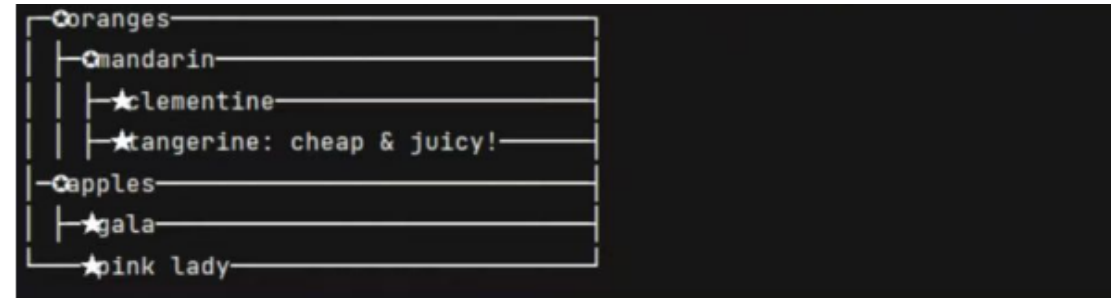 oranges
mandarin
clementine
tangerine: cheap & juicy!
apples
gala
pink lady